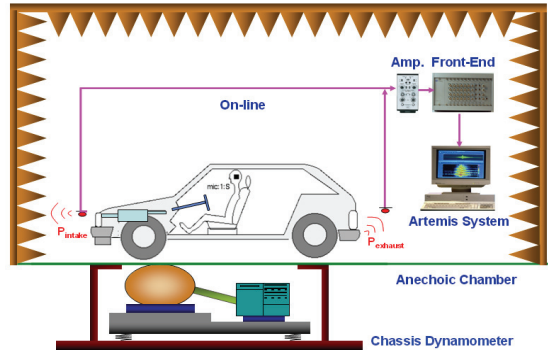 Amp. Front-End
On-line
mic:1:S
Artemis System
Pintake
Pexhaust
Anechoic Chamber
Chassis Dynamometer